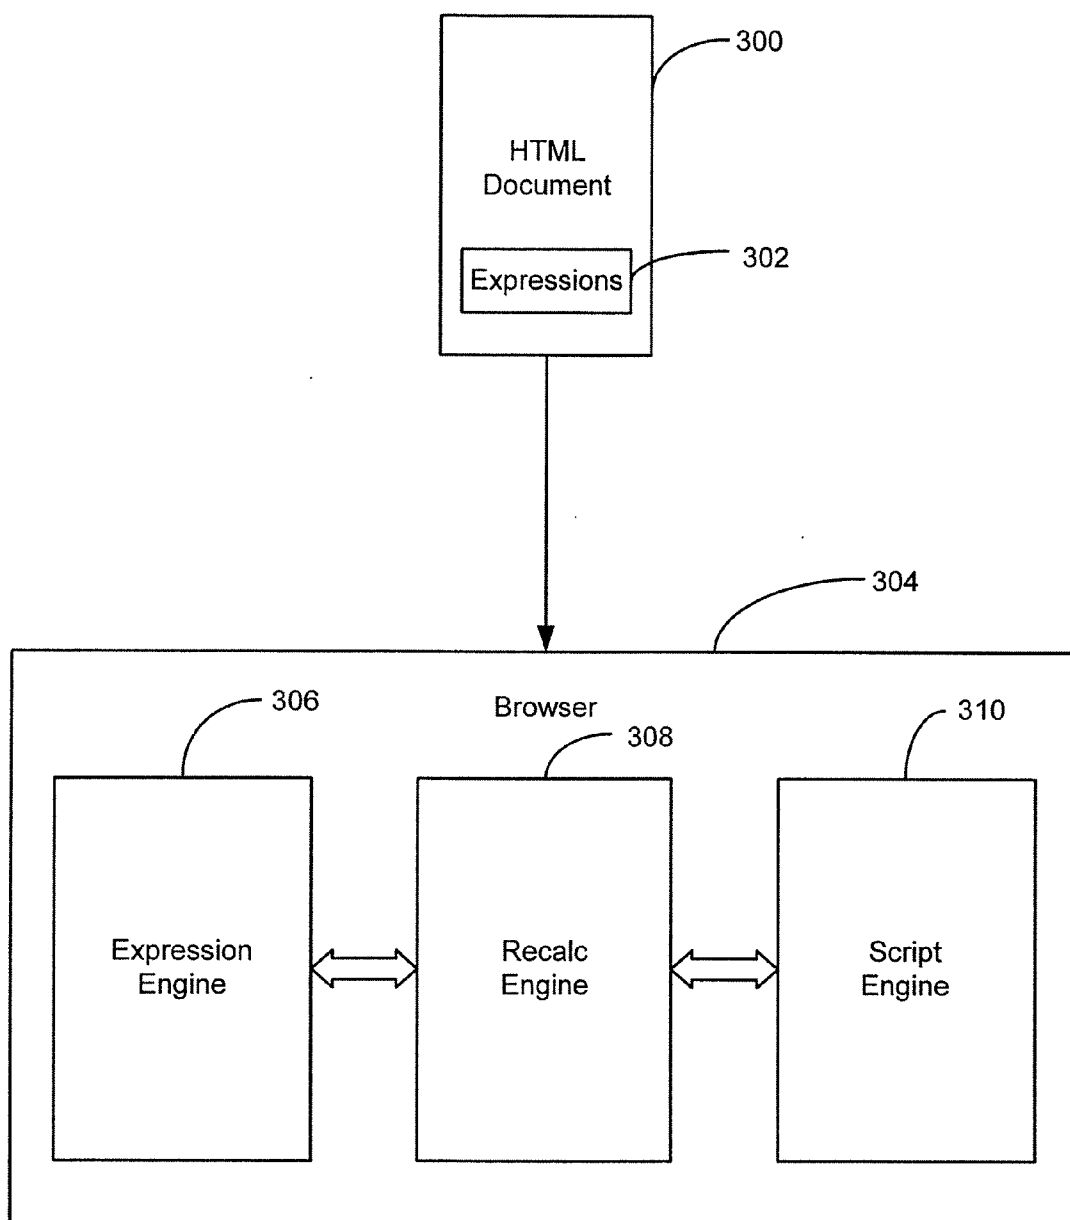 300
HTML
Document
302
Expressions
304
306
Browser
308
310
Expression
Engine
Recalc
Engine
Script
Engine